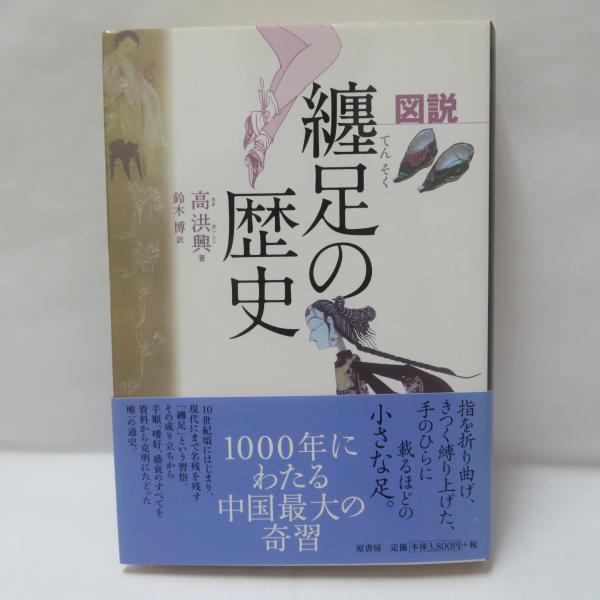 図説
纏足の
てんそく
歴史
高洪興 著
鈴木博 訳
指を折り曲げ、
きつく縛り上げた、
手のひらに
載るほどの
小さな足。
1000年に
わたる
中国最大の
奇習
10世紀頃にはじまり、
現代にまで名残を残す
「纏足」という習俗。
その成り立ちから
手順、嗜好、盛衰のすべてを
資料から克明にたどった
唯一の通史。
原書房 定価 本体3,800円+税